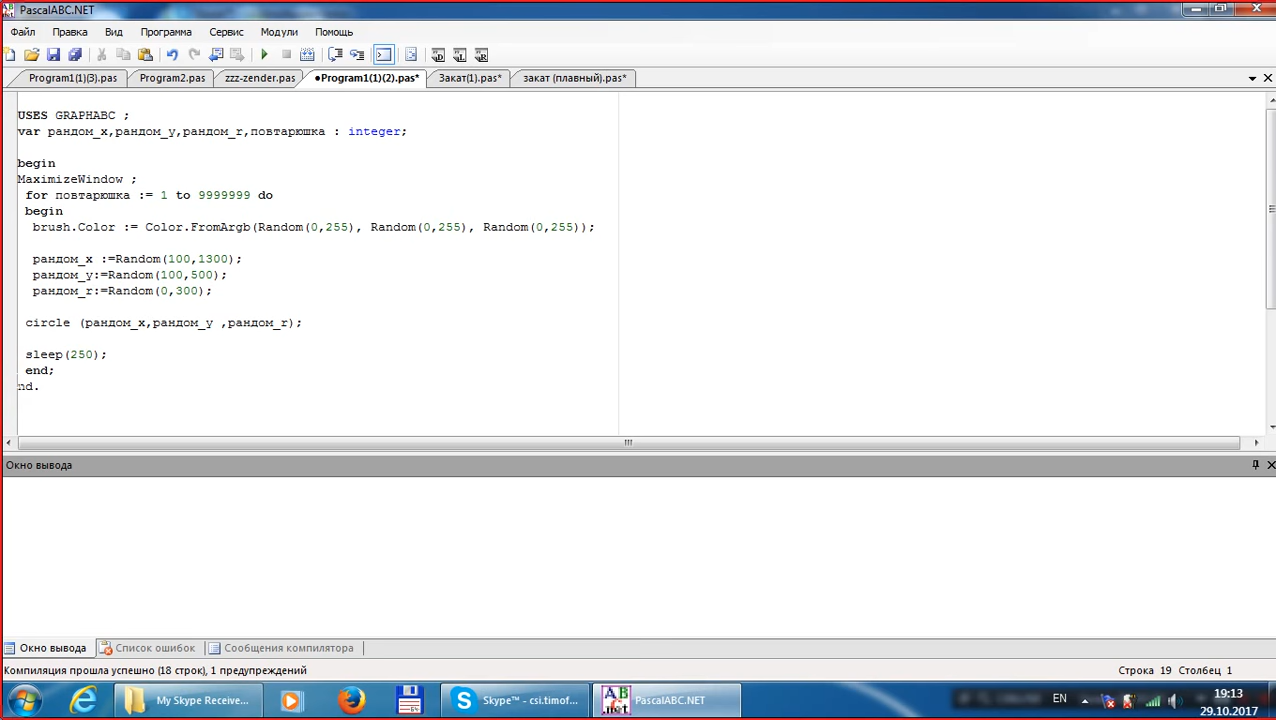 PascalABC.NET
Файл Правка Вид Программа Сервис Модули Помощь
Program1(1)(3).pas Program2.pas zzz-zender.pas •Program1(1)(2).pas* Закат(1).pas* закат (плавный).pas*
USES GRAPHABC ;
var рандом_x,рандом_y,рандом_r,повтарюшка : integer;
begin
MaximizeWindow ;
for повтарюшка := 1 to 9999999 do
begin
brush.Color := Color.FromArgb(Random(0,255), Random(0,255), Random(0,255));
рандом_x :=Random(100,1300);
рандом_y:=Random(100,500);
рандом_r:=Random(0,300);
circle (рандом_x,рандом_y ,рандом_r);
sleep(250);
end;
nd.
Окно вывода
Окно вывода Список ошибок Сообщения компилятора
Компиляция прошла успешно (18 строк), 1 предупреждений Строка 19 Столбец 1
My Skype Receive... Skype™ - csi.timof... PascalABC.NET EN 19:13
29.10.2017